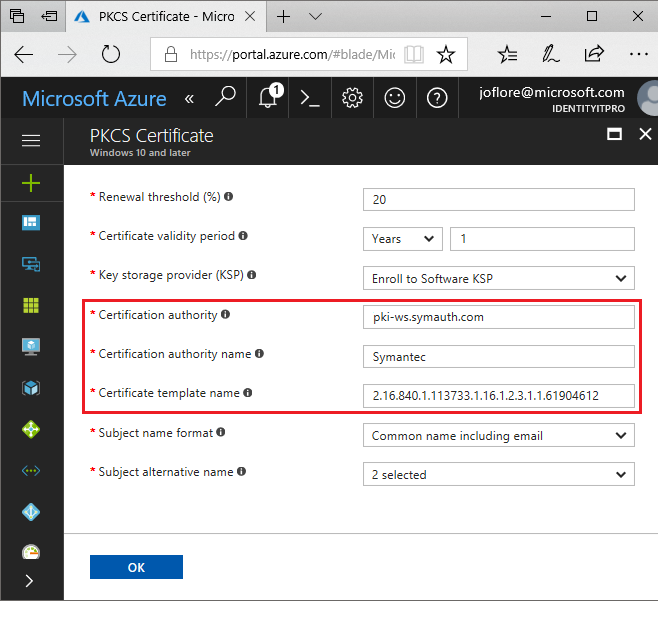 PKCS Certificate - Micro
https://portal.azure.com/#blade/Mic
Microsoft Azure «
1
joflore@microsoft.com
IDENTITYITPRO
PKCS Certificate
Windows 10 and later
* Renewal threshold (%) 20
* Certificate validity period Years 1
* Key storage provider (KSP) Enroll to Software KSP
* Certification authority pki-ws.symauth.com
* Certification authority name Symantec
* Certificate template name 2.16.840.1.113733.1.16.1.2.3.1.1.61904612
* Subject name format Common name including email
* Subject alternative name 2 selected
OK